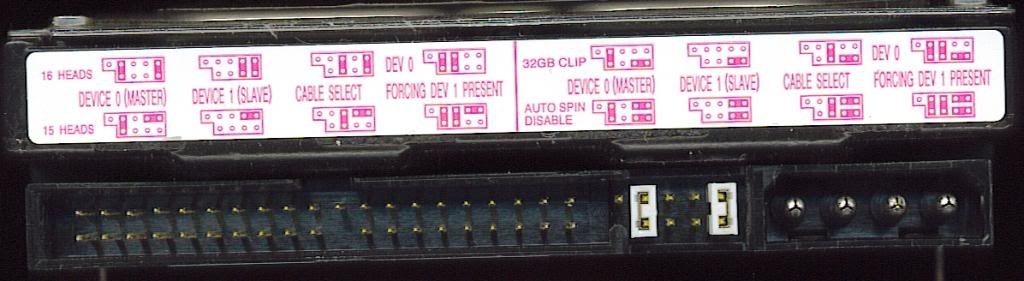 16 HEADS
DEVICE 0 (MASTER) DEVICE 1 (SLAVE) CABLE SELECT DEV 0 FORCING DEV 1 PRESENT
15 HEADS
32GB CLIP
DEVICE 0 (MASTER) DEVICE 1 (SLAVE) CABLE SELECT DEV 0 FORCING DEV 1 PRESENT
AUTO SPIN
DISABLE